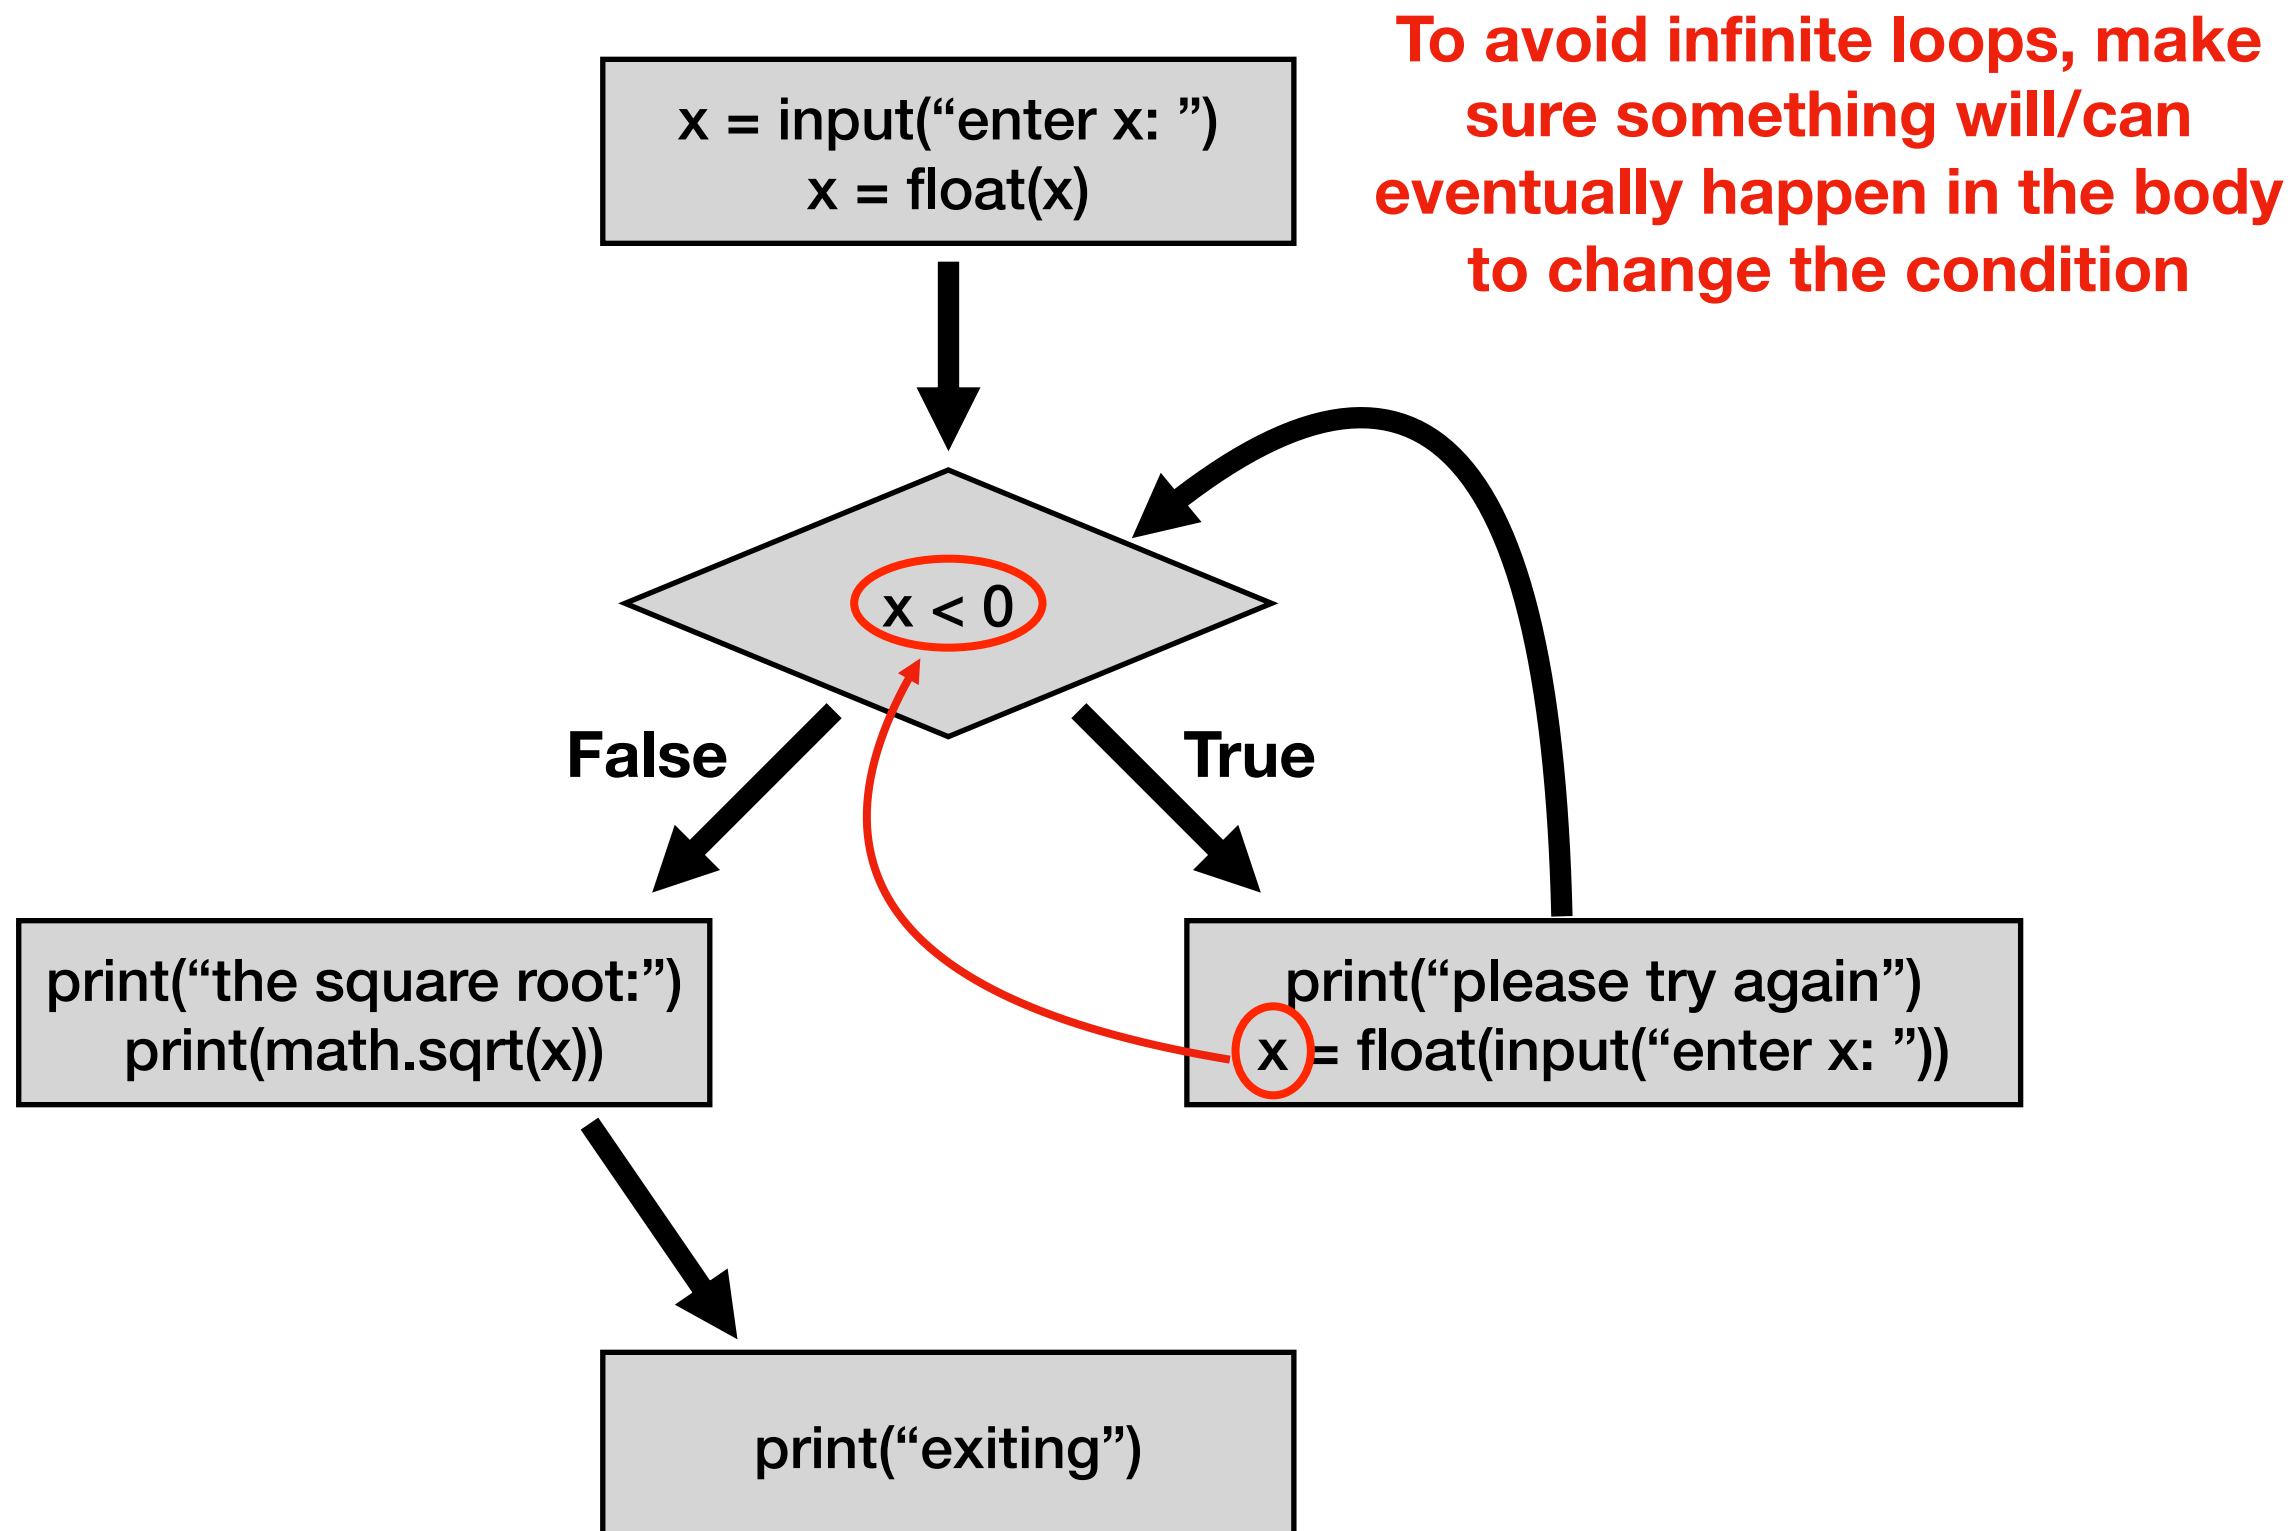 To avoid infinite loops, make
sure something will/can
eventually happen in the body
to change the condition
x = input(“enter x: ”)
x = float(x)
x < 0
False
True
print(“the square root:”)
print(math.sqrt(x))
print(“please try again”)
x = float(input(“enter x: ”))
print(“exiting”)